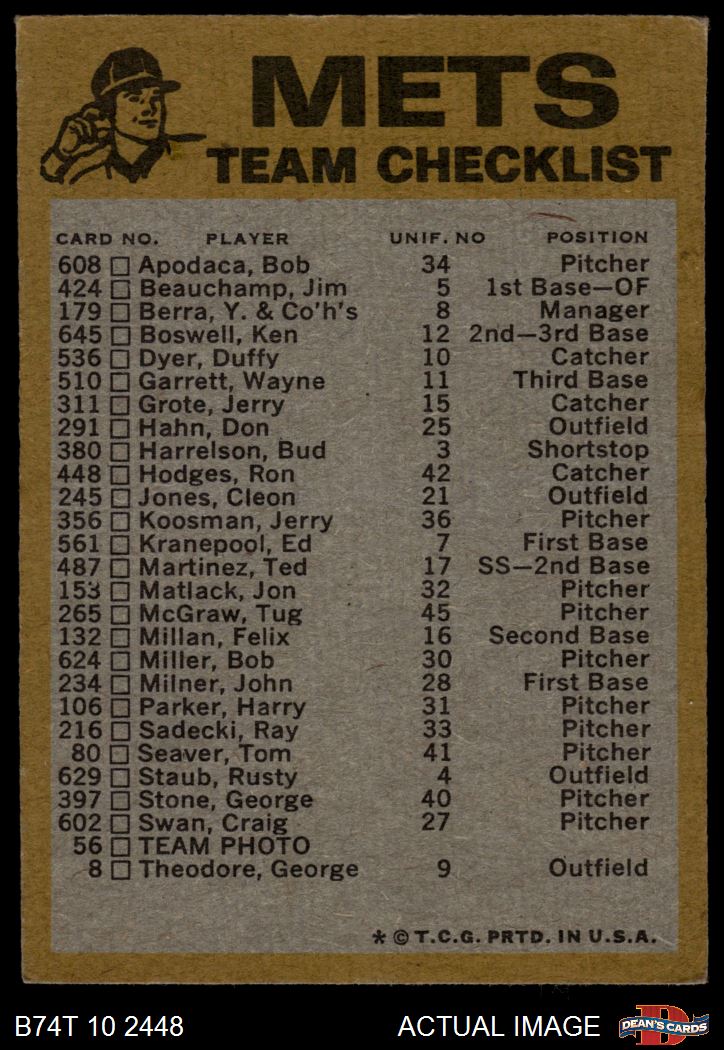 METS
TEAM CHECKLIST
CARD NO. PLAYER UNIF. NO POSITION
608 Apodaca, Bob 34 Pitcher
424 Beauchamp, Jim 5 1st Base—OF
179 Berra, Y. & Co'h's 8 Manager
645 Boswell, Ken 12 2nd—3rd Base
536 Dyer, Duffy 10 Catcher
510 Garrett, Wayne 11 Third Base
311 Grote, Jerry 15 Catcher
291 Hahn, Don 25 Outfield
380 Harrelson, Bud 3 Shortstop
448 Hodges, Ron 42 Catcher
245 Jones, Cleon 21 Outfield
356 Koosman, Jerry 36 Pitcher
561 Kranepool, Ed 7 First Base
487 Martinez, Ted 17 SS—2nd Base
153 Matlack, Jon 32 Pitcher
265 McGraw, Tug 45 Pitcher
132 Millan, Felix 16 Second Base
624 Miller, Bob 30 Pitcher
234 Milner, John 28 First Base
106 Parker, Harry 31 Pitcher
216 Sadecki, Ray 33 Pitcher
80 Seaver, Tom 41 Pitcher
629 Staub, Rusty 4 Outfield
397 Stone, George 40 Pitcher
602 Swan, Craig 27 Pitcher
56 TEAM PHOTO
8 Theodore, George 9 Outfield
* © T.C.G. PRTD. IN U.S.A.
B74T 10 2448 ACTUAL IMAGE DEAN'S CARDS